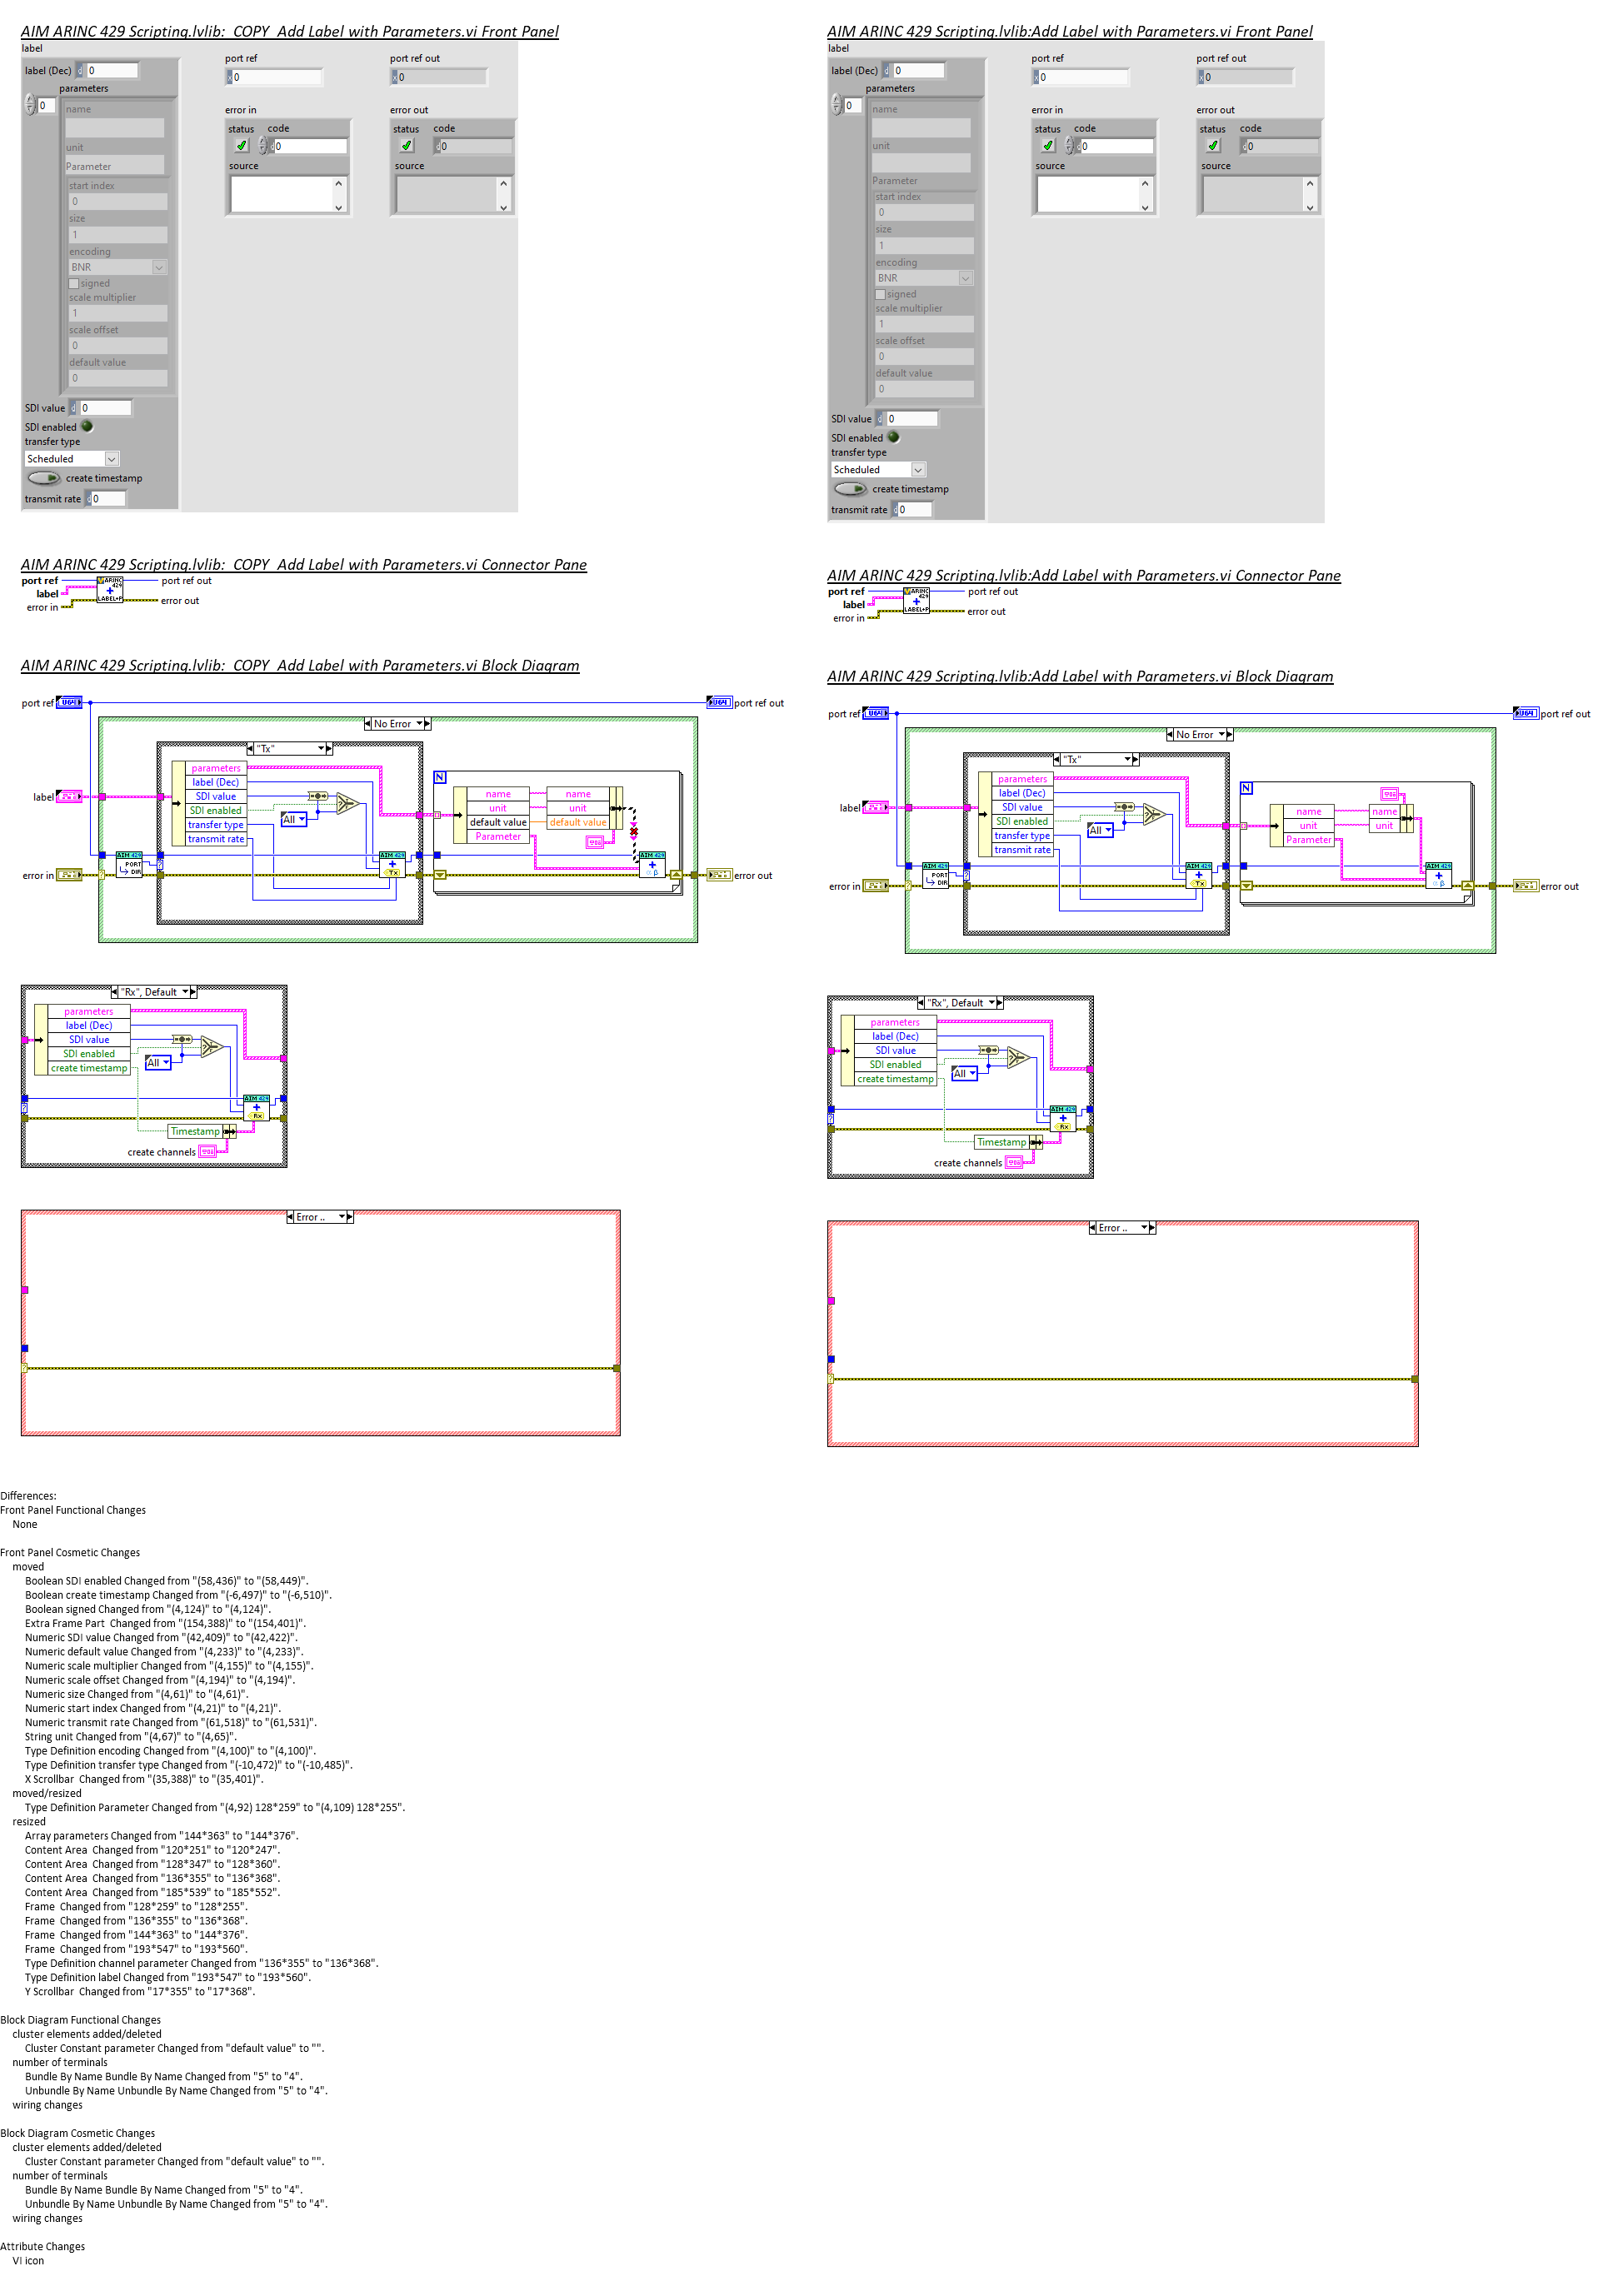 AIM ARINC 429 Scripting.lvlib:  COPY  Add Label with Parameters.vi Front Panel
label
label (Dec) d 0
parameters
0
name
unit
Parameter
start index
0
size
1
encoding
BNR
signed
scale multiplier
1
scale offset
0
default value
0
SDI value d 0
SDI enabled
transfer type
Scheduled
create timestamp
transmit rate d 0
port ref
x 0
port ref out
x 0
error in
status code
d 0
source
error out
status code
d 0
source
AIM ARINC 429 Scripting.lvlib:Add Label with Parameters.vi Front Panel
label
label (Dec) d 0
parameters
0
name
unit
Parameter
start index
0
size
1
encoding
BNR
signed
scale multiplier
1
scale offset
0
default value
0
SDI value d 0
SDI enabled
transfer type
Scheduled
create timestamp
transmit rate d 0
port ref
x 0
port ref out
x 0
error in
status code
d 0
source
error out
status code
d 0
source
AIM ARINC 429 Scripting.lvlib:  COPY  Add Label with Parameters.vi Connector Pane
port ref
label
error in
ARINC
429
LABEL+P
port ref out
error out
AIM ARINC 429 Scripting.lvlib:Add Label with Parameters.vi Connector Pane
port ref
label
error in
ARINC
429
LABEL+P
port ref out
error out
AIM ARINC 429 Scripting.lvlib:  COPY  Add Label with Parameters.vi Block Diagram
port ref
port ref out
No Error
"Tx"
label
parameters
label (Dec)
SDI value
SDI enabled
transfer type
transmit rate
All
N
name name
unit unit
default value default value
Parameter
AIM 429
PORT
DIR
AIM 429
Tx
AIM 429
αβ
error in
error out
"Rx", Default
parameters
label (Dec)
SDI value
SDI enabled
create timestamp
All
AIM 429
Rx
Timestamp
create channels
Error ..
AIM ARINC 429 Scripting.lvlib:Add Label with Parameters.vi Block Diagram
port ref
port ref out
No Error
"Tx"
label
parameters
label (Dec)
SDI value
SDI enabled
transfer type
transmit rate
All
N
name name
unit unit
Parameter
AIM 429
PORT
DIR
AIM 429
Tx
AIM 429
αβ
error in
error out
"Rx", Default
parameters
label (Dec)
SDI value
SDI enabled
create timestamp
All
AIM 429
Rx
Timestamp
create channels
Error ..
Differences:
Front Panel Functional Changes
None
Front Panel Cosmetic Changes
moved
Boolean SDI enabled Changed from "(58,436)" to "(58,449)".
Boolean create timestamp Changed from "(-6,497)" to "(-6,510)".
Boolean signed Changed from "(4,124)" to "(4,124)".
Extra Frame Part  Changed from "(154,388)" to "(154,401)".
Numeric SDI value Changed from "(42,409)" to "(42,422)".
Numeric default value Changed from "(4,233)" to "(4,233)".
Numeric scale multiplier Changed from "(4,155)" to "(4,155)".
Numeric scale offset Changed from "(4,194)" to "(4,194)".
Numeric size Changed from "(4,61)" to "(4,61)".
Numeric start index Changed from "(4,21)" to "(4,21)".
Numeric transmit rate Changed from "(61,518)" to "(61,531)".
String unit Changed from "(4,67)" to "(4,65)".
Type Definition encoding Changed from "(4,100)" to "(4,100)".
Type Definition transfer type Changed from "(-10,472)" to "(-10,485)".
X Scrollbar  Changed from "(35,388)" to "(35,401)".
moved/resized
Type Definition Parameter Changed from "(4,92) 128*259" to "(4,109) 128*255".
resized
Array parameters Changed from "144*363" to "144*376".
Content Area  Changed from "120*251" to "120*247".
Content Area  Changed from "128*347" to "128*360".
Content Area  Changed from "136*355" to "136*368".
Content Area  Changed from "185*539" to "185*552".
Frame  Changed from "128*259" to "128*255".
Frame  Changed from "136*355" to "136*368".
Frame  Changed from "144*363" to "144*376".
Frame  Changed from "193*547" to "193*560".
Type Definition channel parameter Changed from "136*355" to "136*368".
Type Definition label Changed from "193*547" to "193*560".
Y Scrollbar  Changed from "17*355" to "17*368".
Block Diagram Functional Changes
cluster elements added/deleted
Cluster Constant parameter Changed from "default value" to "".
number of terminals
Bundle By Name Bundle By Name Changed from "5" to "4".
Unbundle By Name Unbundle By Name Changed from "5" to "4".
wiring changes
Block Diagram Cosmetic Changes
cluster elements added/deleted
Cluster Constant parameter Changed from "default value" to "".
number of terminals
Bundle By Name Bundle By Name Changed from "5" to "4".
Unbundle By Name Unbundle By Name Changed from "5" to "4".
wiring changes
Attribute Changes
VI icon